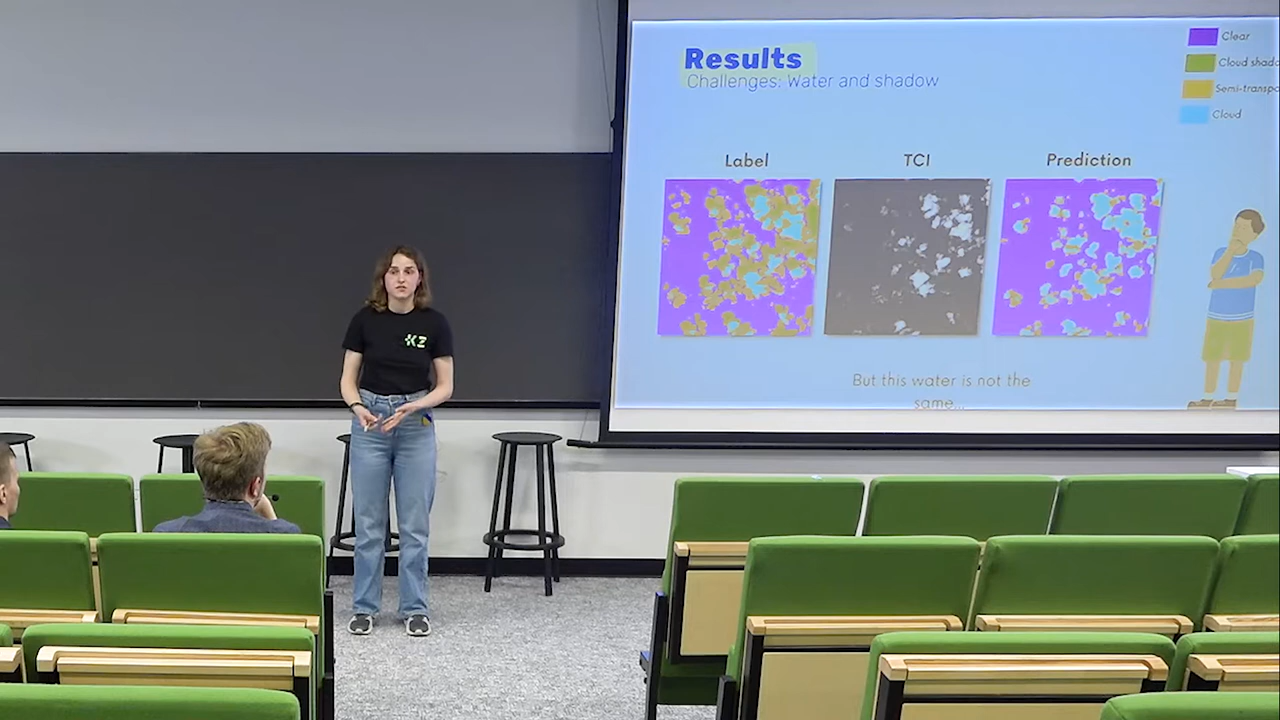 Results
Challenges: Water and shadow
Clear
Cloud shado
Semi-transpa
Cloud
Label
TCI
Prediction
But this water is not the
same...
KZ